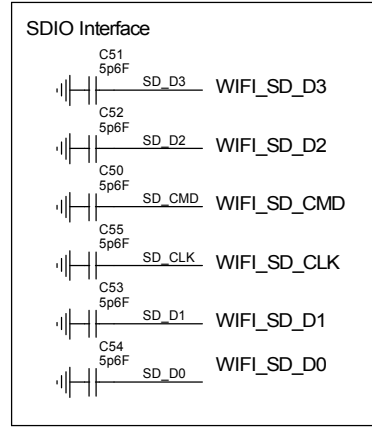 SDIO Interface
C51
5p6F
SD_D3 WIFI_SD_D3
C52
5p6F
SD_D2 WIFI_SD_D2
C50
5p6F
SD_CMD WIFI_SD_CMD
C55
5p6F
SD_CLK WIFI_SD_CLK
C53
5p6F
SD_D1 WIFI_SD_D1
C54
5p6F
SD_D0 WIFI_SD_D0